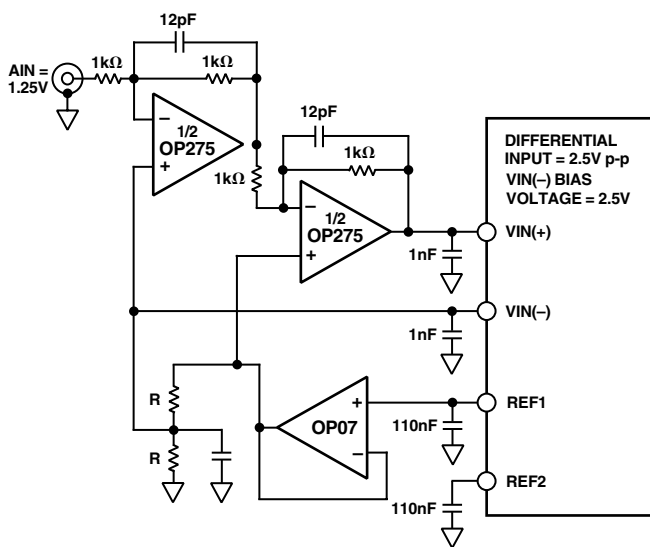 12pF
AIN =
1.25V
1kΩ
1kΩ
1/2
OP275
–
+
12pF
1kΩ
1kΩ
1/2
OP275
–
+
DIFFERENTIAL
INPUT = 2.5V p-p
VIN(–) BIAS
VOLTAGE = 2.5V
VIN(+)
1nF
VIN(–)
1nF
R
R
OP07
+
–
REF1
110nF
REF2
110nF